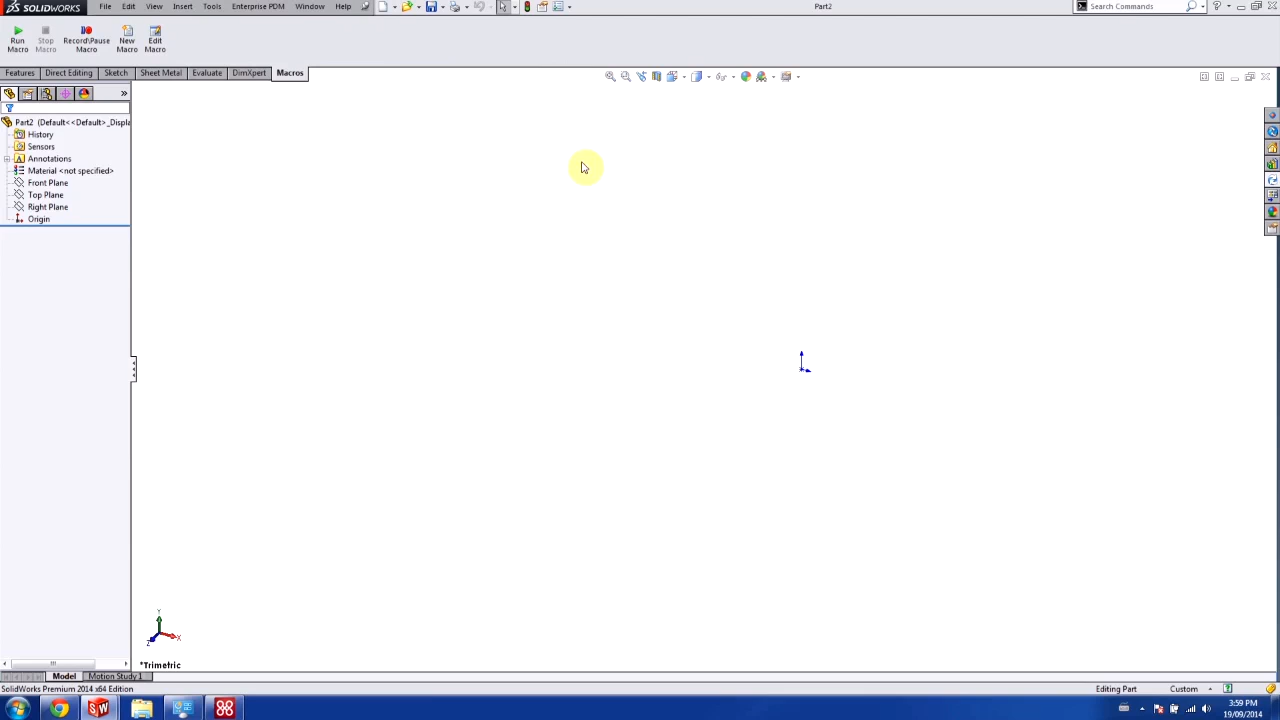 SOLIDWORKS File Edit View Insert Tools Enterprise PDM Window Help Part2 Search Commands ?
Run Macro
Stop Macro
Record\Pause Macro
New Macro
Edit Macro
Features Direct Editing Sketch Sheet Metal Evaluate DimXpert Macros
Part2 (Default<<Default>_Displa
History
Sensors
Annotations
Material <not specified>
Front Plane
Top Plane
Right Plane
Origin
Y
X
Z
*Trimetric
Model Motion Study 1
SolidWorks Premium 2014 x64 Edition Editing Part Custom
3:59 PM
19/09/2014